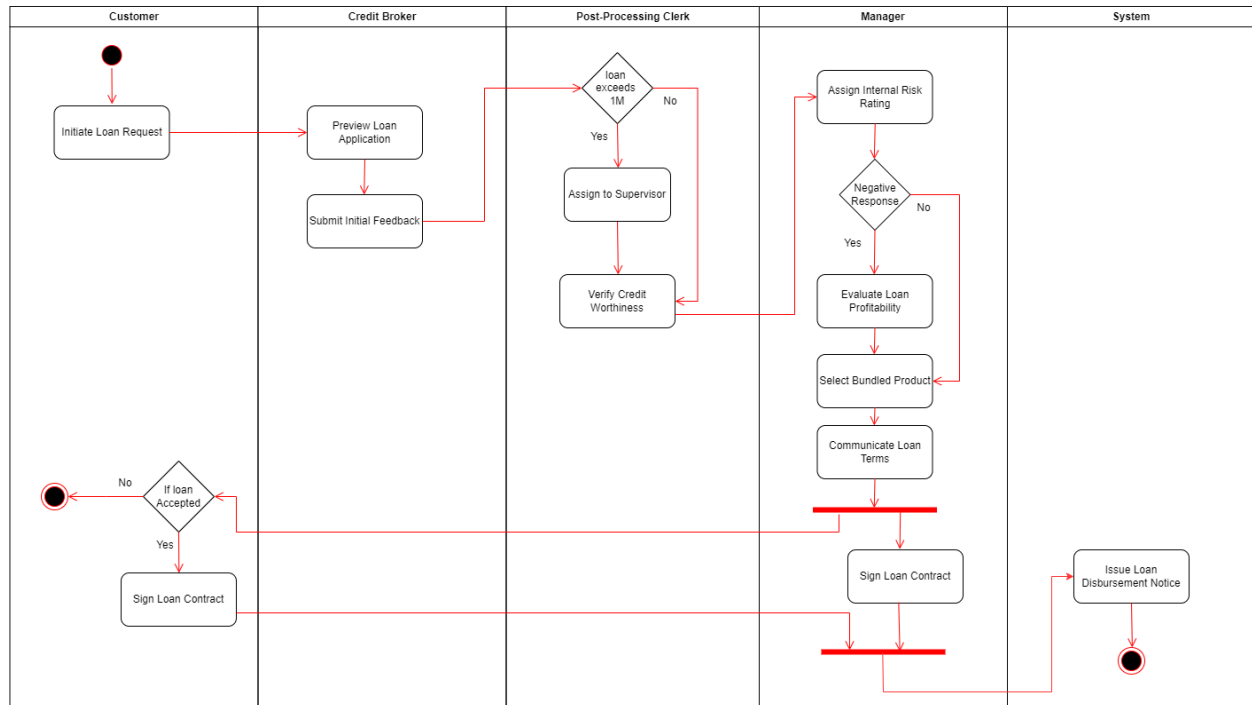 Customer
Credit Broker
Post-Processing Clerk
Manager
System
Initiate Loan Request
Preview Loan
Application
Submit Initial Feedback
loan
exceeds
1M
No
Yes
Assign to Supervisor
Verify Credit
Worthiness
Assign Internal Risk
Rating
Negative
Response
No
Yes
Evaluate Loan
Profitability
Select Bundled Product
Communicate Loan
Terms
If loan
Accepted
No
Yes
Sign Loan Contract
Sign Loan Contract
Issue Loan
Disbursement Notice